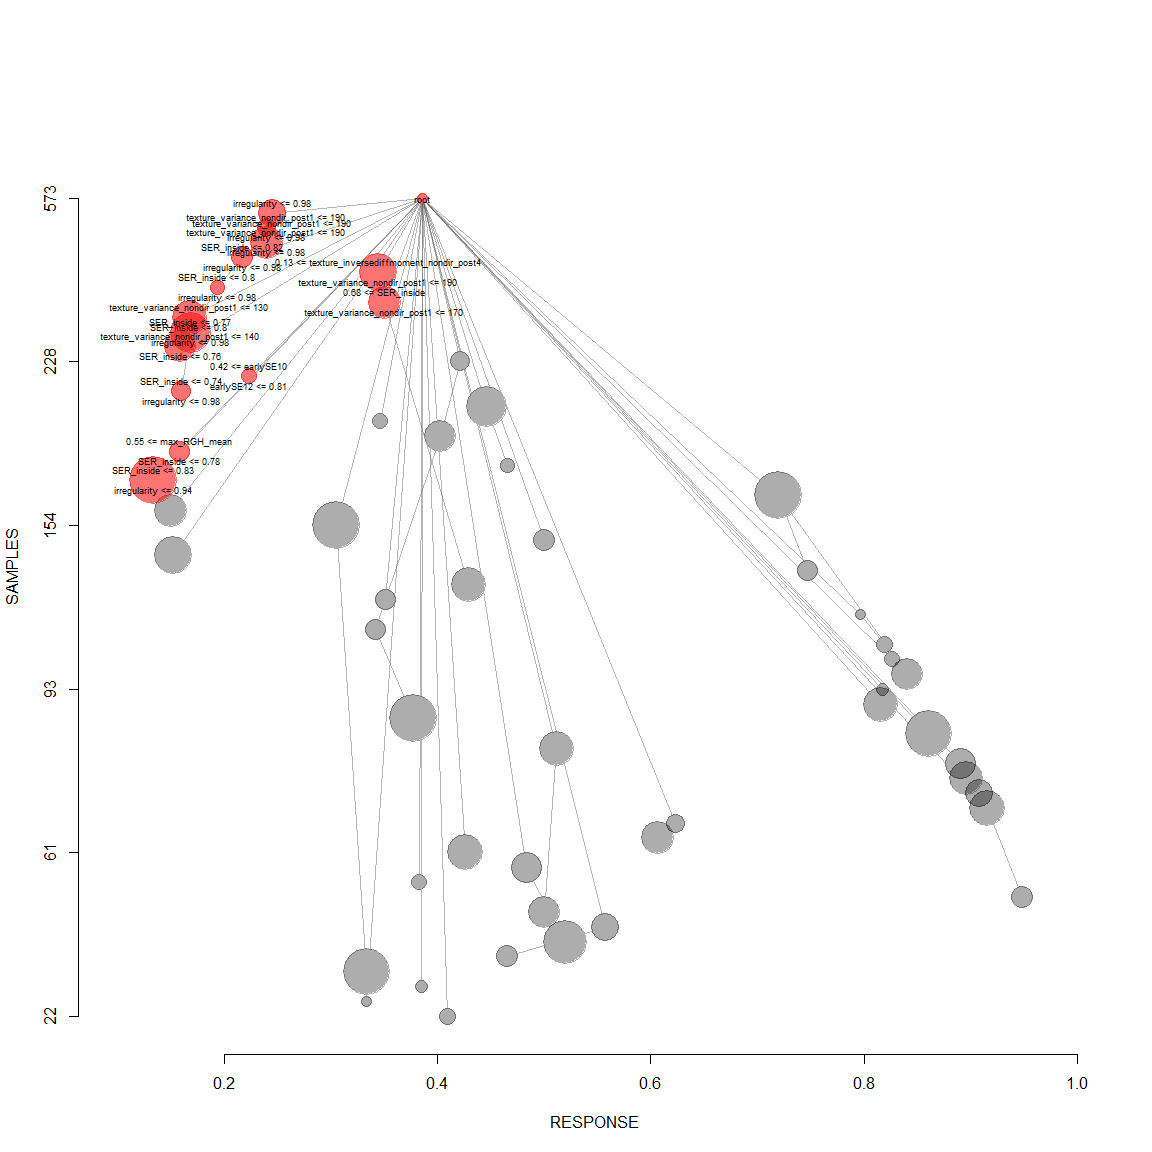 573
228
154
93
61
22
SAMPLES
root
irregularity <= 0.98
texture_variance_nondir_post1 <= 190
texture_variance_nondir_post1 <= 190
texture_variance_nondir_post1 <= 190
irregularity <= 0.98
SER_inside <= 0.82
irregularity <= 0.98
0.13 <= texture_inversediffmoment_nondir_post4
irregularity <= 0.98
SER_inside <= 0.8
texture_variance_nondir_post1 <= 190
0.68 <= SER_inside
irregularity <= 0.98
texture_variance_nondir_post1 <= 130
texture_variance_nondir_post1 <= 170
SER_inside <= 0.77
SER_inside <= 0.8
texture_variance_nondir_post1 <= 140
irregularity <= 0.98
SER_inside <= 0.76
0.42 <= earlySE10
SER_inside <= 0.74
earlySE12 <= 0.81
irregularity <= 0.98
0.55 <= max_RGH_mean
SER_inside <= 0.78
SER_inside <= 0.83
irregularity <= 0.94
0.2
0.4
0.6
0.8
1.0
RESPONSE